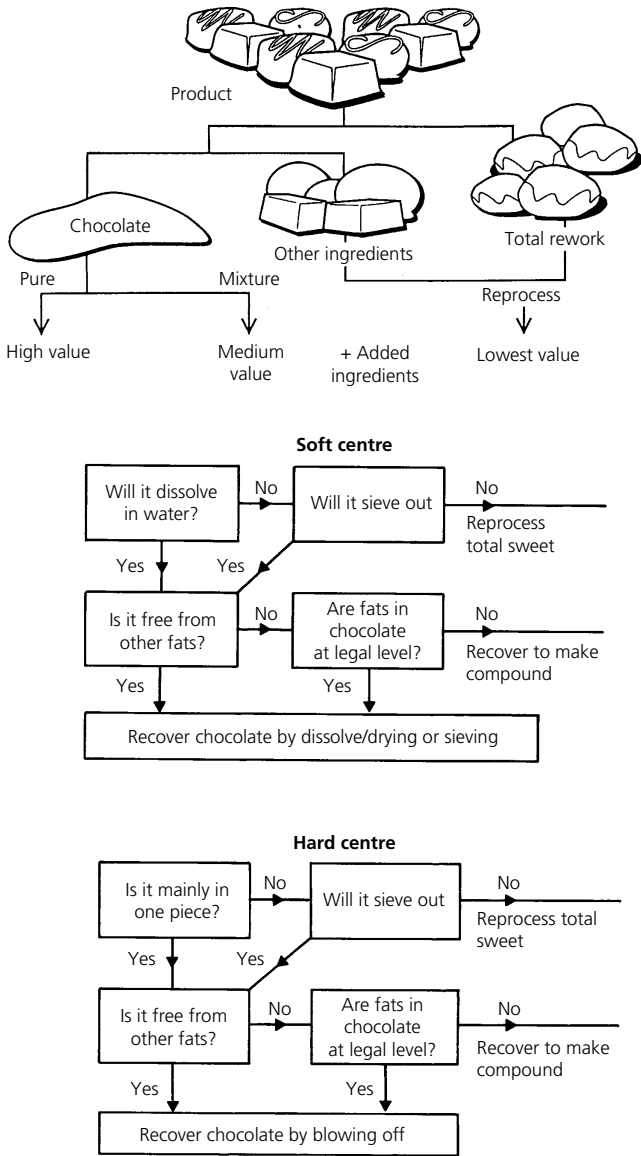 Product
Chocolate
Other ingredients
Total rework
Pure
Mixture
Reprocess
High value
Medium
value
+ Added
ingredients
Lowest value
Soft centre
Will it dissolve
in water?
No
Will it sieve out
No
Reprocess
total sweet
Yes
Yes
Is it free from
other fats?
No
Are fats in
chocolate
at legal level?
No
Recover to make
compound
Yes
Yes
Recover chocolate by dissolve/drying or sieving
Hard centre
Is it mainly in
one piece?
No
Will it sieve out
No
Reprocess total
sweet
Yes
Yes
Is it free from
other fats?
No
Are fats in
chocolate
at legal level?
No
Recover to make
compound
Yes
Yes
Recover chocolate by blowing off